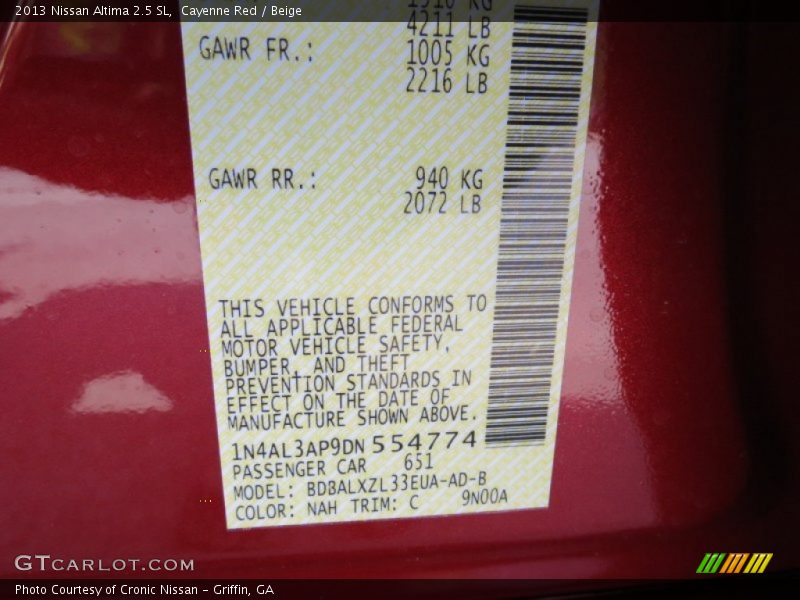 2013 Nissan Altima 2.5 SL, Cayenne Red / Beige
4211 LB
GAWR FR.: 1005 KG
2216 LB
GAWR RR.: 940 KG
2072 LB
THIS VEHICLE CONFORMS TO
ALL APPLICABLE FEDERAL
MOTOR VEHICLE SAFETY,
BUMPER, AND THEFT
PREVENTION STANDARDS IN
EFFECT ON THE DATE OF
MANUFACTURE SHOWN ABOVE.
1N4AL3AP9DN554774
PASSENGER CAR 651
MODEL: BDBALXZL33EUA-AD-B
COLOR: NAH TRIM: C 9N00A
GTCARLOT.COM
Photo Courtesy of Cronic Nissan - Griffin, GA